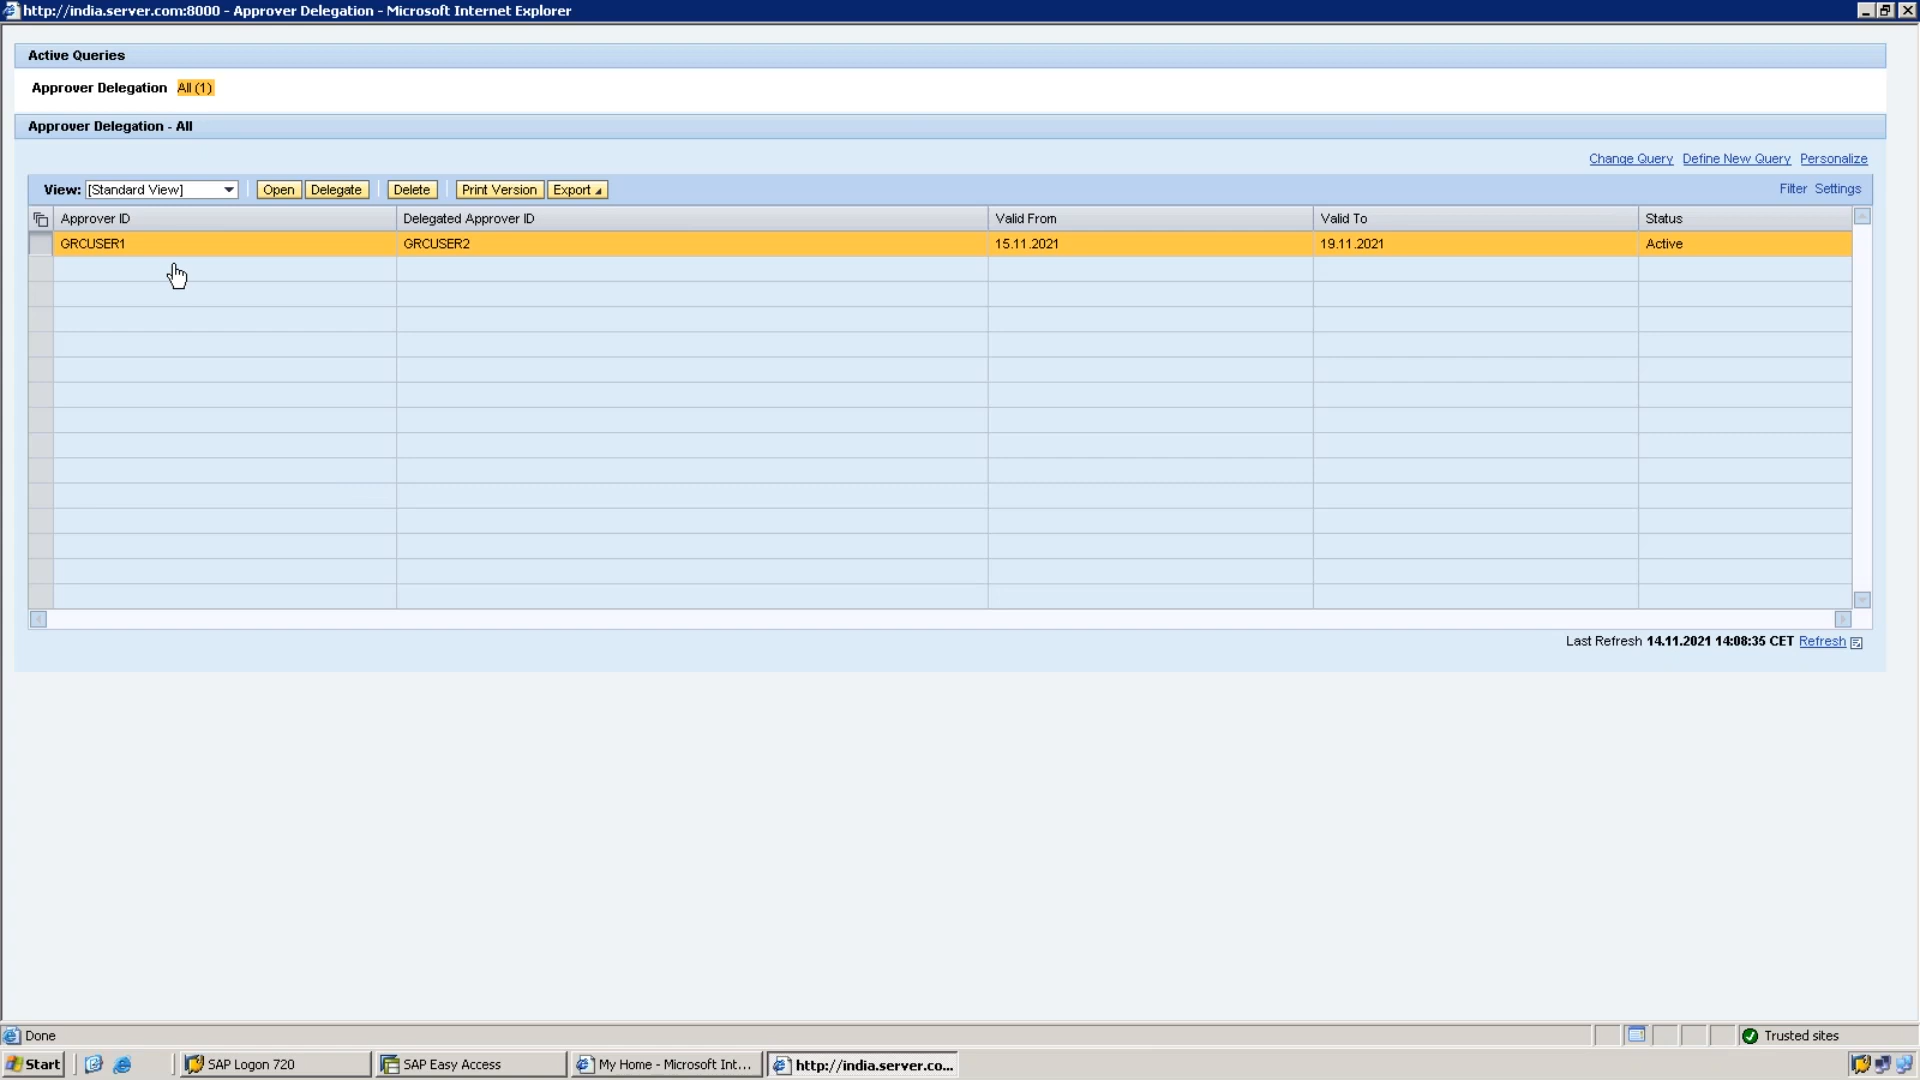 http://india.server.com:8000 - Approver Delegation - Microsoft Internet Explorer
Active Queries
Approver Delegation All (1)
Approver Delegation - All
Change Query Define New Query Personalize
View: [Standard View] Open Delegate Delete Print Version Export Filter Settings
Approver ID Delegated Approver ID Valid From Valid To Status
GRCUSER1 GRCUSER2 15.11.2021 19.11.2021 Active
Last Refresh 14.11.2021 14:08:35 CET Refresh
Done Trusted sites
Start SAP Logon 720 SAP Easy Access My Home - Microsoft Int... http://india.server.co...